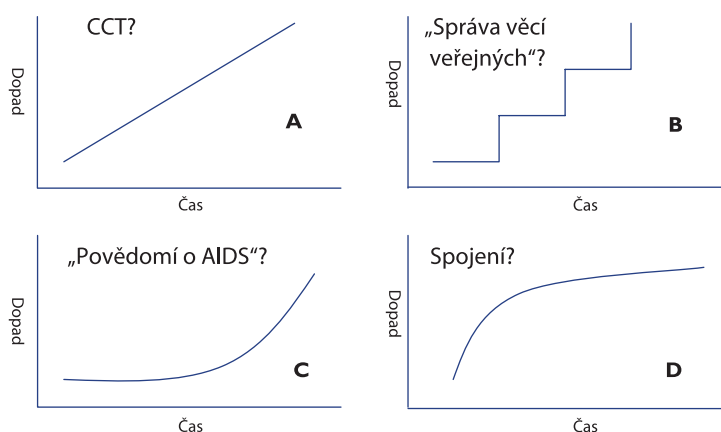 CCT?
Dopad
A
Čas
„Správa věcí
veřejných“?
Dopad
B
Čas
„Povědomí o AIDS“?
Dopad
C
Čas
Spojení?
Dopad
D
Čas